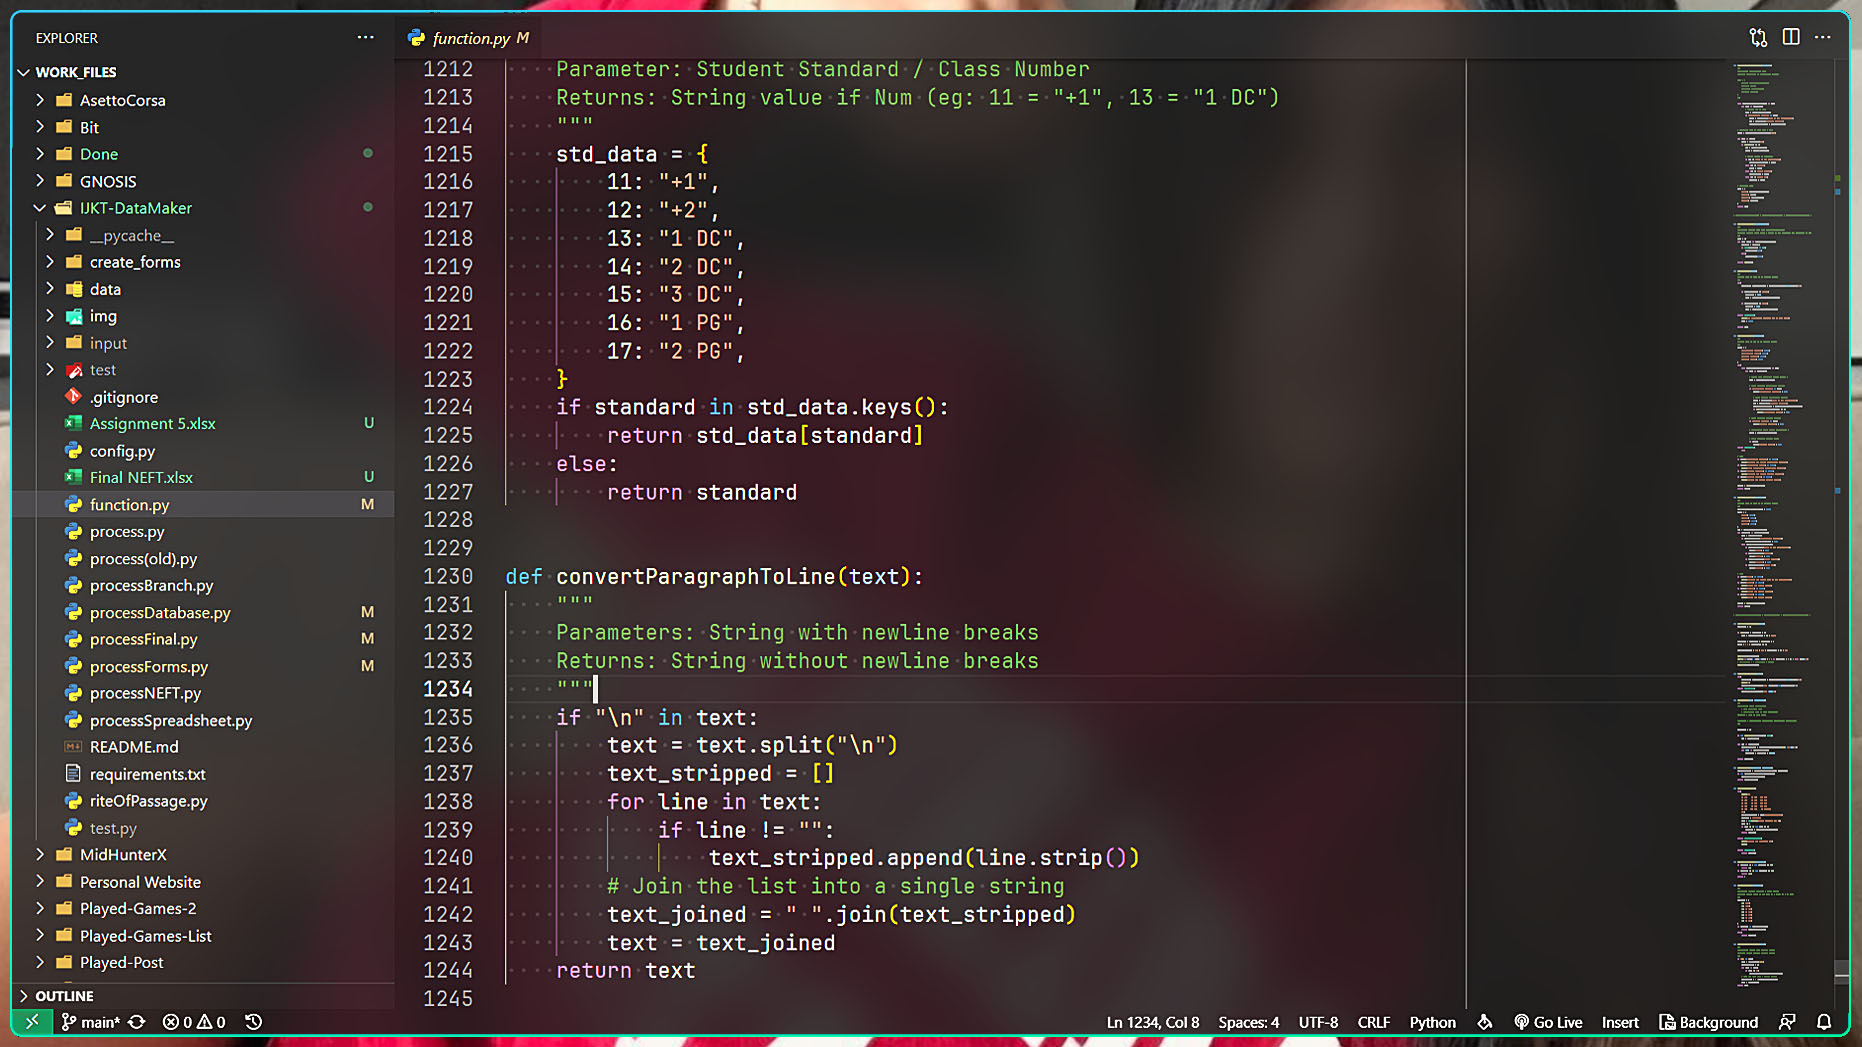 EXPLORER
WORK_FILES
AsettoCorsa
Bit
Done
GNOSIS
IJKT-DataMaker
__pycache__
create_forms
data
img
input
test
.gitignore
Assignment 5.xlsx U
config.py
Final NEFT.xlsx U
function.py M
process.py
process(old).py
processBranch.py
processDatabase.py M
processFinal.py M
processForms.py M
processNEFT.py
processSpreadsheet.py
README.md
requirements.txt
riteOfPassage.py
test.py
MidHunterX
Personal Website
Played-Games-2
Played-Games-List
Played-Post
OUTLINE
function.py M
1212 Parameter: Student Standard / Class Number
1213 Returns: String value if Num (eg: 11 = "+1", 13 = "1 DC")
1214 """
1215 std_data = {
1216 11: "+1",
1217 12: "+2",
1218 13: "1 DC",
1219 14: "2 DC",
1220 15: "3 DC",
1221 16: "1 PG",
1222 17: "2 PG",
1223 }
1224 if standard in std_data.keys():
1225 return std_data[standard]
1226 else:
1227 return standard
1228
1229
1230 def convertParagraphToLine(text):
1231 """
1232 Parameters: String with newline breaks
1233 Returns: String without newline breaks
1234 """
1235 if "\n" in text:
1236 text = text.split("\n")
1237 text_stripped = []
1238 for line in text:
1239 if line != "":
1240 text_stripped.append(line.strip())
1241 # Join the list into a single string
1242 text_joined = " ".join(text_stripped)
1243 text = text_joined
1244 return text
1245
main* 0 0 Ln 1234, Col 8 Spaces: 4 UTF-8 CRLF Python Go Live Insert Background